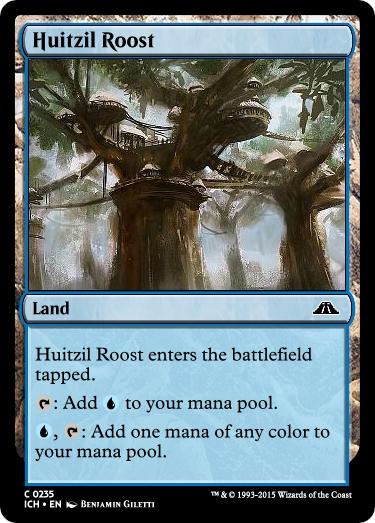 Huitzil Roost
Land
Huitzil Roost enters the battlefield
tapped.
: Add to your mana pool.
, : Add one mana of any color to
your mana pool.
C 0235
ICH • EN BENJAMIN GILETTI
™ & © 1993-2015 Wizards of the Coast